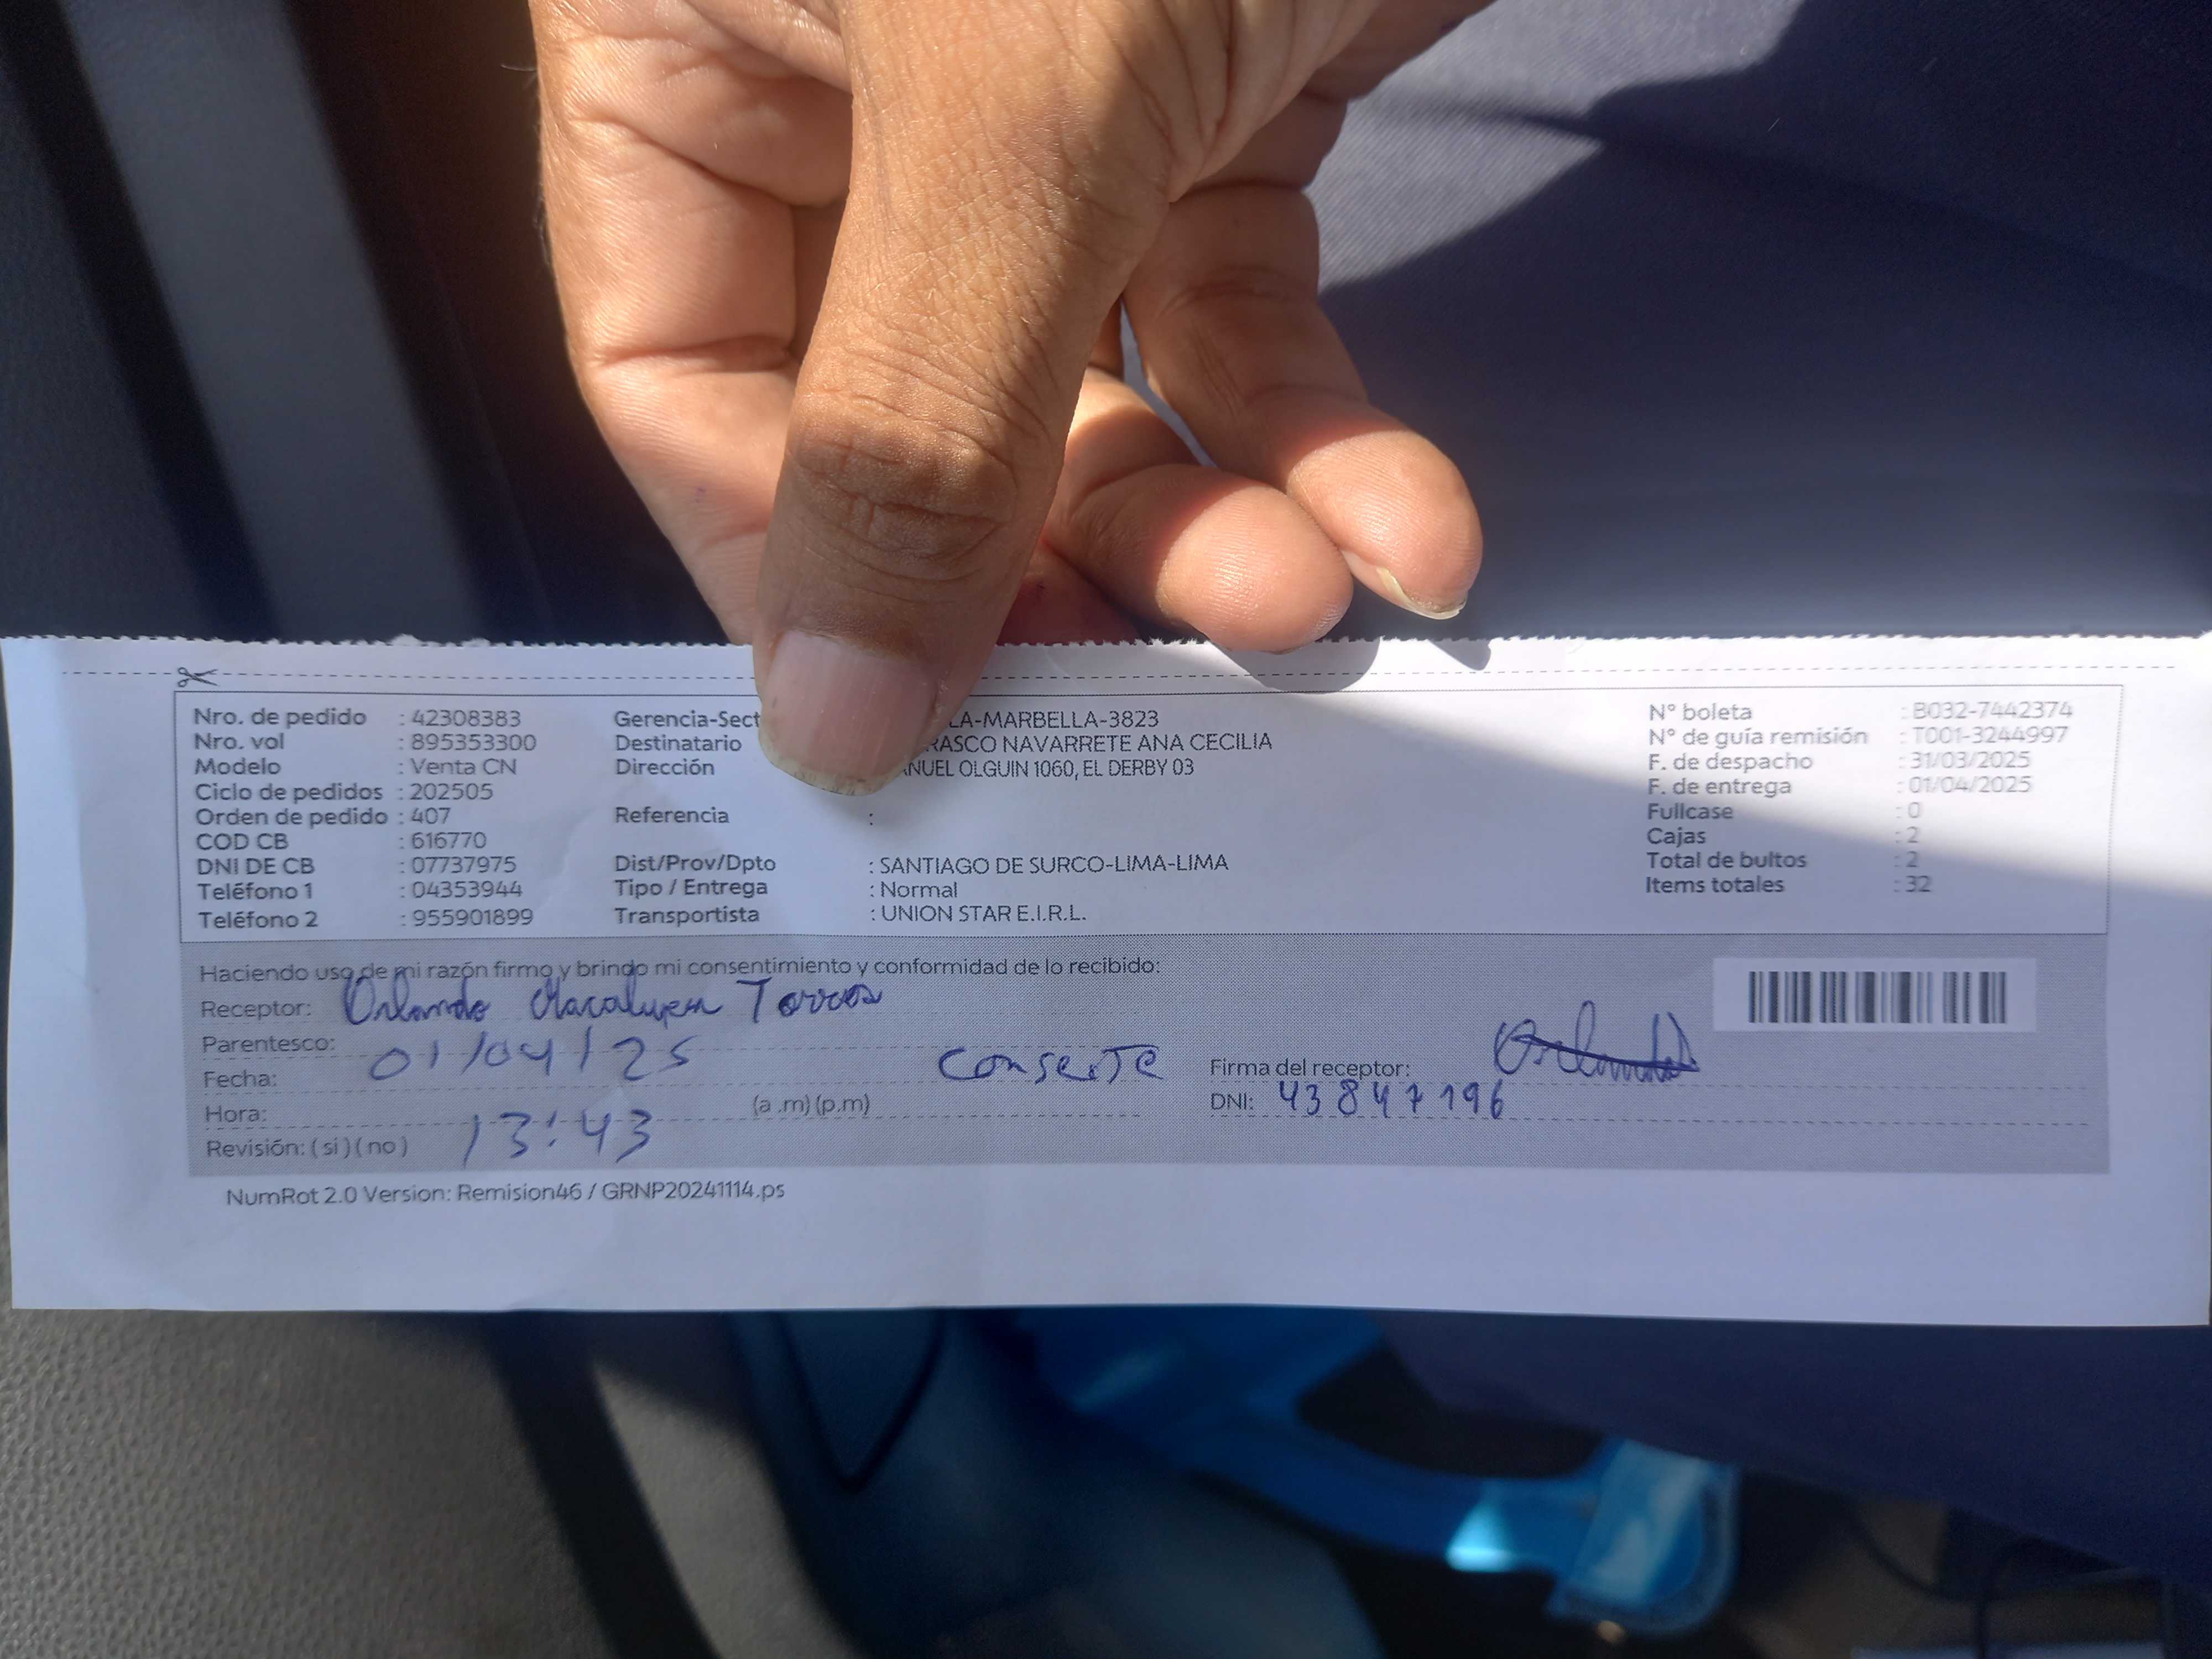 Nro. de pedido : 42308383 Gerencia-Sect LA-MARBELLA-3823 N° boleta : B032-7442374
Nro. vol : 895353300 Destinatario RASCO NAVARRETE ANA CECILIA N° de guía remisión : T001-3244997
Modelo : Venta CN Dirección NUEL OLGUIN 1060, EL DERBY 03 F. de despacho : 31/03/2025
Ciclo de pedidos : 202505 F. de entrega : 01/04/2025
Orden de pedido : 407 Referencia : Fullcase : 0
COD CB : 616770 Cajas : 2
DNI DE CB : 07737975 Dist/Prov/Dpto : SANTIAGO DE SURCO-LIMA-LIMA Total de bultos : 2
Teléfono 1 : 04353944 Tipo / Entrega : Normal Items totales : 32
Teléfono 2 : 955901899 Transportista : UNION STAR E.I.R.L.
Haciendo uso de mi razón firmo y brindo mi consentimiento y conformidad de lo recibido:
Receptor: Orlando Torres
Parentesco:
Fecha: 01/04/25 conserje Firma del receptor: Orlando
Hora: 13:43 (a .m) (p.m) DNI: 43847196
Revisión: ( si ) ( no )
NumRot 2.0 Version: Remision46 / GRNP20241114.ps